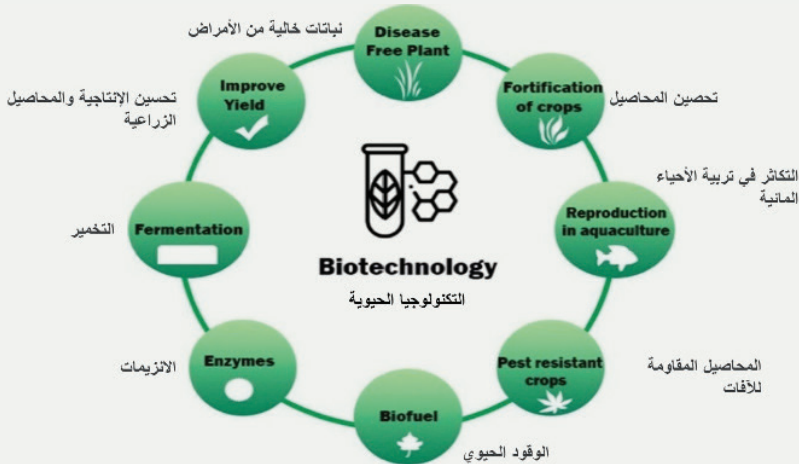 نباتات خالية من الأمراض
Disease
Free Plant
Improve
Yield
تحسين الإنتاجية والمحاصيل
الزراعية
Fortification
of crops
تحصين المحاصيل
التكاثر في تربية الأحياء
المائية
Reproduction
in aquaculture
Fermentation
التخمير
Biotechnology
التكنولوجيا الحيوية
Enzymes
الانزيمات
Pest resistant
crops
المحاصيل المقاومة
للآفات
Biofuel
الوقود الحيوي